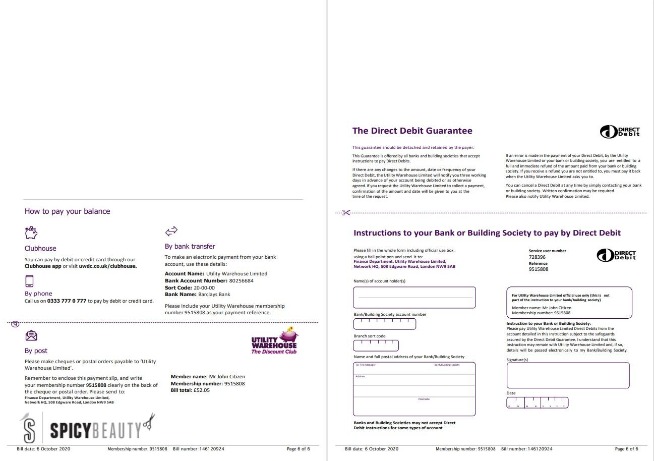 How to pay your balance
Clubhouse
You can pay by debit or credit card through our
Clubhouse app or visit uwdc.co.uk/clubhouse.
By phone
Call us on 0333 777 0 777 to pay by debit or credit card.
By bank transfer
To make an electronic payment from your bank
account, use these details:
Account Name: Utility Warehouse Limited
Bank Account Number: 80256684
Sort Code: 20-00-00
Bank Name: Barclays Bank
Please include your Utility Warehouse membership
number 9515808 as your payment reference.
UTILITY
WAREHOUSE
The Discount Club
By post
Please make cheques or postal orders payable to 'Utility
Warehouse Limited'.
Remember to enclose this payment slip, and write
your membership number 9515808 clearly on the back of
the cheque or postal order. Please send to:
Finance Department, Utility Warehouse Limited,
Network HQ, 508 Edgware Road, London NW9 5AB
Member name: Mr John Citizen
Membership number: 9515808
Bill total: £52.05
SPICYBEAUTY
Bill date: 6 October 2020 Membership number: 9515808 Bill number: 146120924 Page 6 of 6
The Direct Debit Guarantee
DIRECT
Debit
This guarantee should be detached and retained by the payer.
This Guarantee is offered by all banks and building societies that accept
instructions to pay Direct Debits.
If there are any changes to the amount, date or frequency of your
Direct Debit, the Utility Warehouse Limited will notify you three working
days in advance of your account being debited or as otherwise
agreed. If you request the Utility Warehouse Limited to collect a payment,
confirmation of the amount and date will be given to you at the
time of the request.
If an error is made in the payment of your Direct Debit, by the Utility
Warehouse Limited or your bank or building society, you are entitled to a
full and immediate refund of the amount paid from your bank or building
society. If you receive a refund you are not entitled to, you must pay it back
when the Utility Warehouse Limited asks you to.
You can cancel a Direct Debit at any time by simply contacting your bank
or building society. Written confirmation may be required.
Please also notify Utility Warehouse Limited.
Instructions to your Bank or Building Society to pay by Direct Debit
Please fill in the whole form including official use box
using a ball point pen and send it to:
Finance Department, Utility Warehouse Limited,
Network HQ, 508 Edgware Road, London NW9 5AB
Service user number
728396
Reference
9515808
DIRECT
Debit
Name(s) of account holder(s)
Bank/Building Society account number
Branch sort code
Name and full postal address of your Bank/Building Society
Banks and Building Societies may not accept Direct
Debit instructions for some types of account
For Utility Warehouse Limited official use only (this is not
part of the instruction to your bank/building society)
Member name: Mr John Citizen
Membership number: 9515808
Instruction to your Bank or Building Society:
Please pay Utility Warehouse Limited Direct Debits from the
account detailed in this instruction subject to the safeguards
assured by the Direct Debit Guarantee. I understand that this
instruction may remain with Utility Warehouse Limited and, if so,
details will be passed electronically to my Bank/Building Society.
Signature(s)
Date
Bill date: 6 October 2020 Membership number: 9515808 Bill number: 146120924 Page 6 of 6